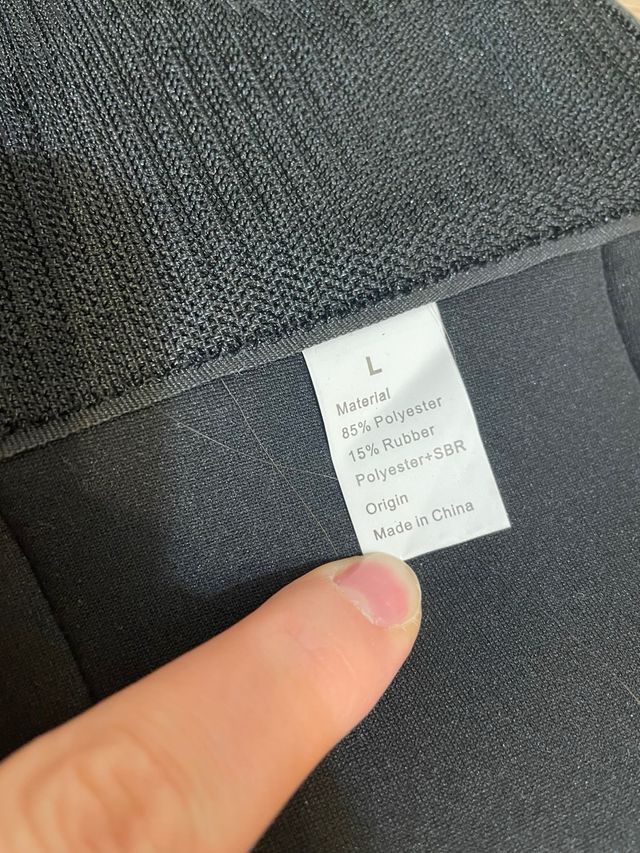 L
Material
85% Polyester
15% Rubber
Polyester+SBR
Origin
Made in China